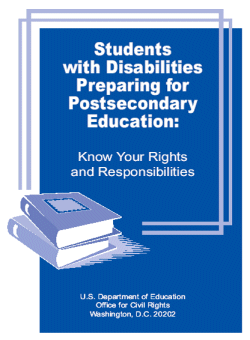 Students
with Disabilities
Preparing for
Postsecondary
Education:
Know Your Rights
and Responsibilities
U.S. Department of Education
Office for Civil Rights
Washington, D.C. 20202